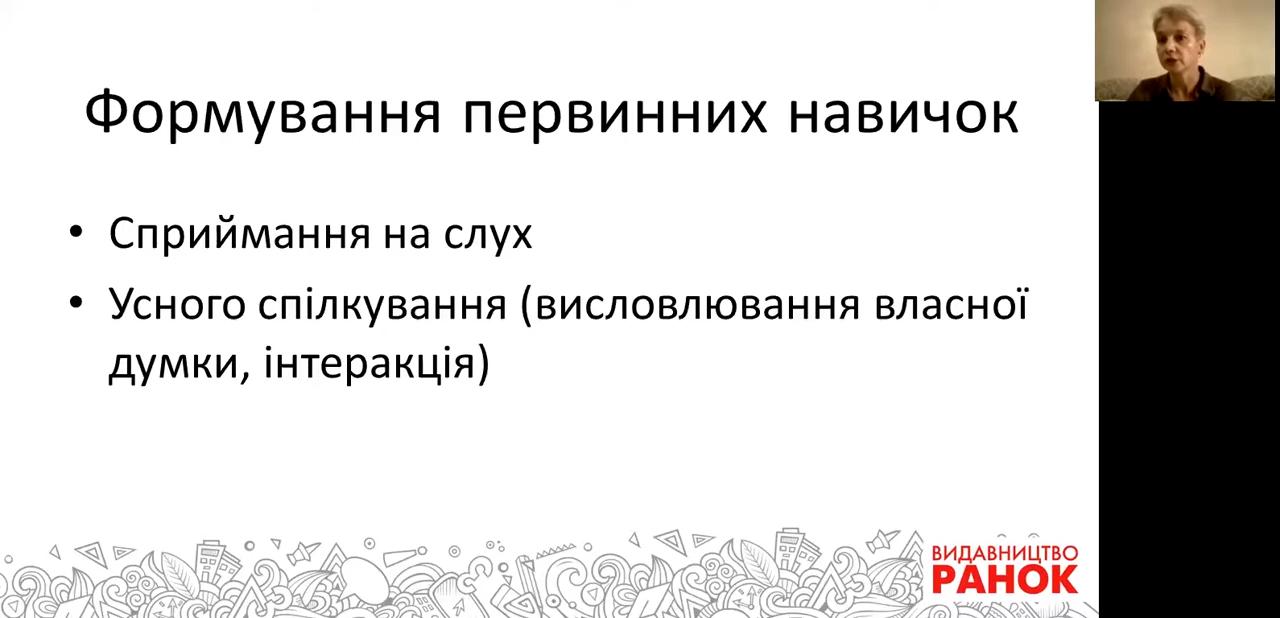 Формування первинних навичок
• Сприймання на слух
• Усного спілкування (висловлювання власної
думки, інтеракція)
ВИДАВНИЦТВО
РАНОК